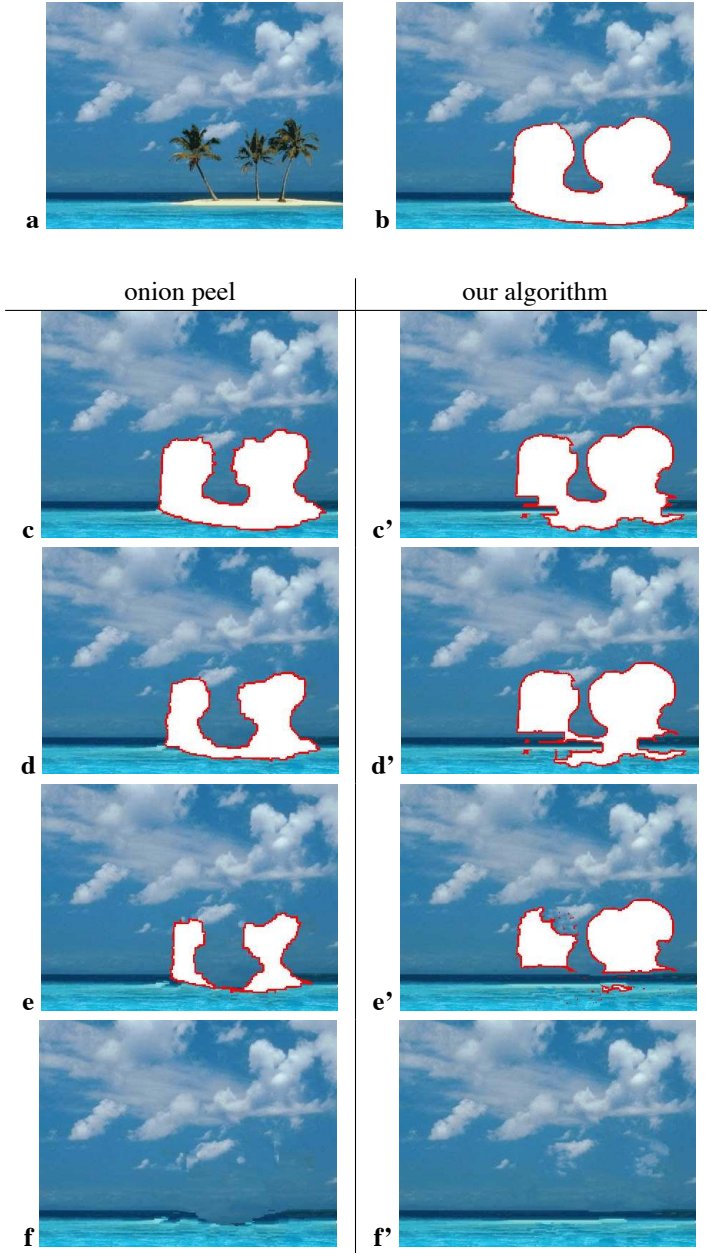 a b
onion peel our algorithm
c c’
d d’
e e’
f f’